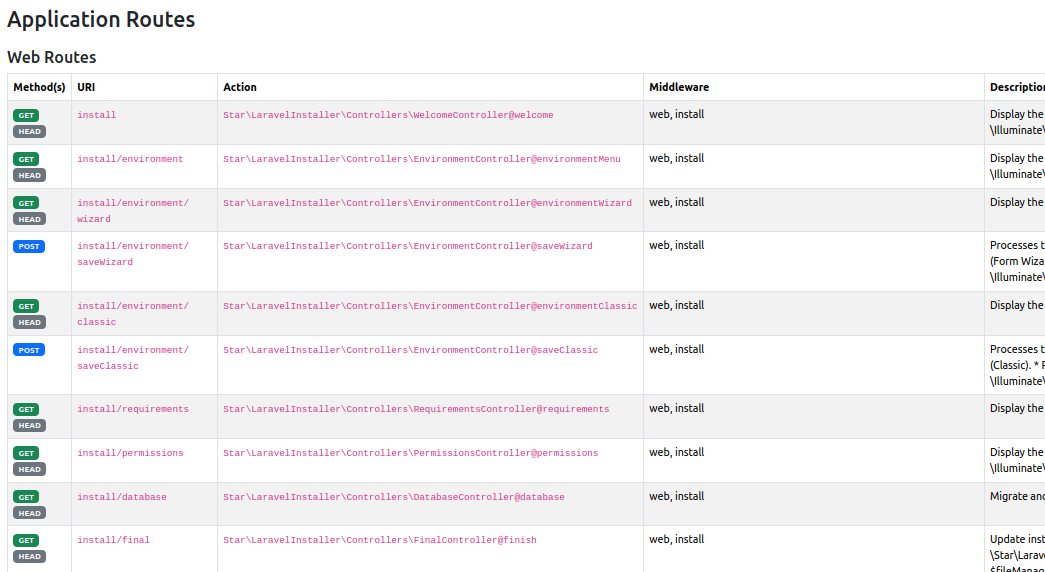 Application Routes
Web Routes
Method(s) URI Action Middleware Description
GET HEAD install Star\LaravelInstaller\Controllers\WelcomeController@welcome web, install Display the
\Illuminate\
GET HEAD install/environment Star\LaravelInstaller\Controllers\EnvironmentController@environmentMenu web, install Display the
\Illuminate\
GET HEAD install/environment/ Star\LaravelInstaller\Controllers\EnvironmentController@environmentWizard web, install Display the
wizard
POST install/environment/ Star\LaravelInstaller\Controllers\EnvironmentController@saveWizard web, install Processes t
saveWizard (Form Wiza
\Illuminate\
GET HEAD install/environment/ Star\LaravelInstaller\Controllers\EnvironmentController@environmentClassic web, install Display the
classic
POST install/environment/ Star\LaravelInstaller\Controllers\EnvironmentController@saveClassic web, install Processes t
saveClassic (Classic). * R
\Illuminate\
GET HEAD install/requirements Star\LaravelInstaller\Controllers\RequirementsController@requirements web, install Display the
GET HEAD install/permissions Star\LaravelInstaller\Controllers\PermissionsController@permissions web, install Display the
\Illuminate\
GET HEAD install/database Star\LaravelInstaller\Controllers\DatabaseController@database web, install Migrate and
GET HEAD install/final Star\LaravelInstaller\Controllers\FinalController@finish web, install Update inst
\Star\Larav
$fileManag